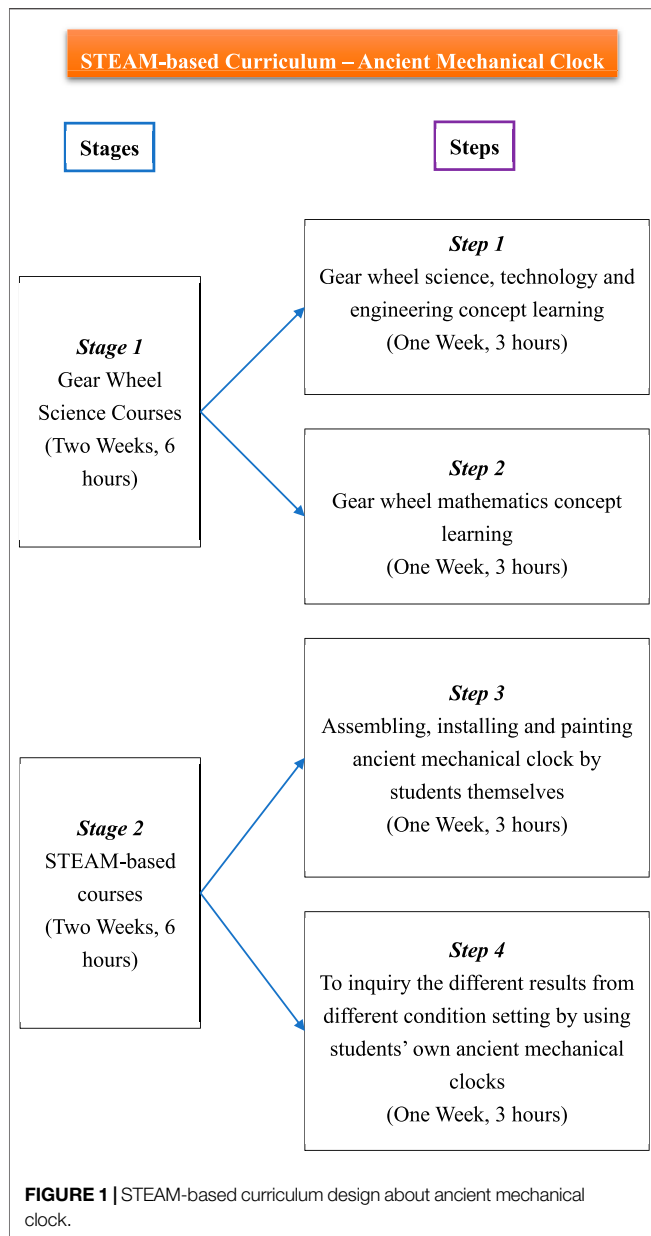 STEAM-based Curriculum – Ancient Mechanical Clock
Stages
Steps
Stage 1
Gear Wheel
Science Courses
(Two Weeks, 6
hours)
Step 1
Gear wheel science, technology and
engineering concept learning
(One Week, 3 hours)
Step 2
Gear wheel mathematics concept
learning
(One Week, 3 hours)
Stage 2
STEAM-based
courses
(Two Weeks, 6
hours)
Step 3
Assembling, installing and painting
ancient mechanical clock by
students themselves
(One Week, 3 hours)
Step 4
To inquiry the different results from
different condition setting by using
students’ own ancient mechanical
clocks
(One Week, 3 hours)
FIGURE 1 | STEAM-based curriculum design about ancient mechanical
clock.